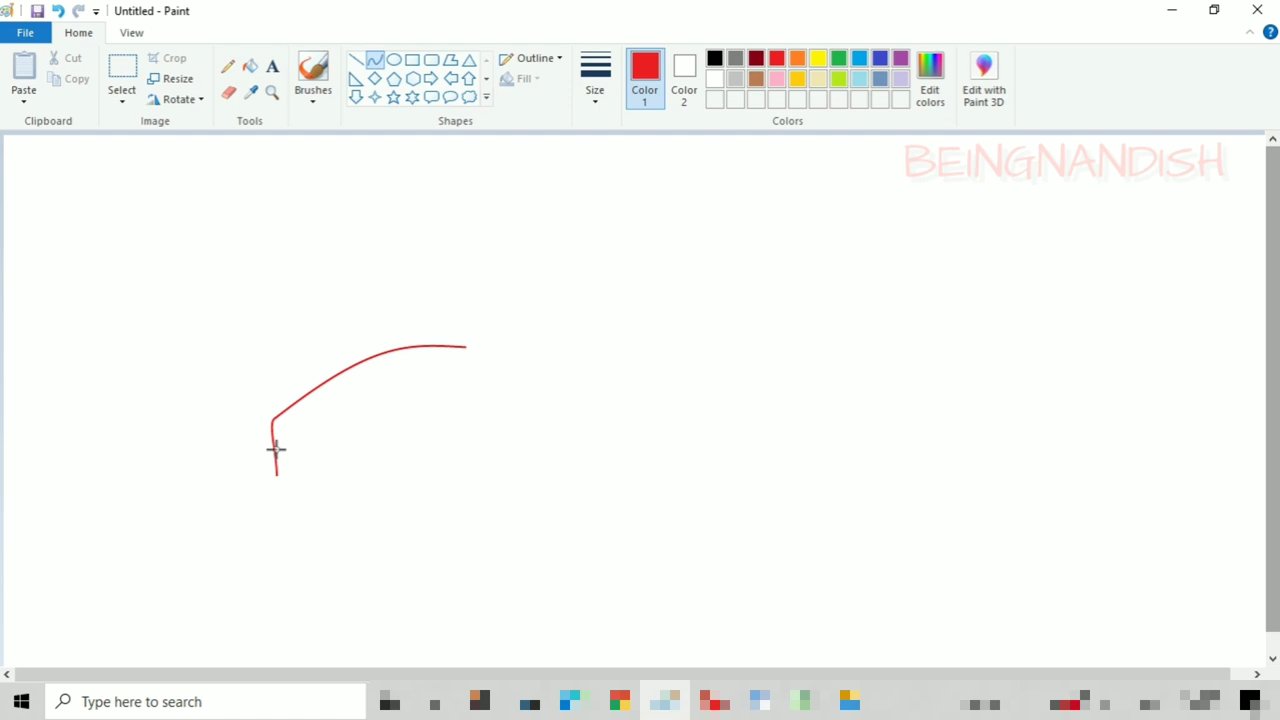 Untitled - Paint
File Home View
Paste
Cut
Copy
Clipboard
Select
Crop
Resize
Rotate
Image
A
Tools
Brushes
Shapes
Outline
Fill
Size
Color 1
Color 2
Edit colors
Colors
Edit with Paint 3D
BEINGNANDISH
Type here to search